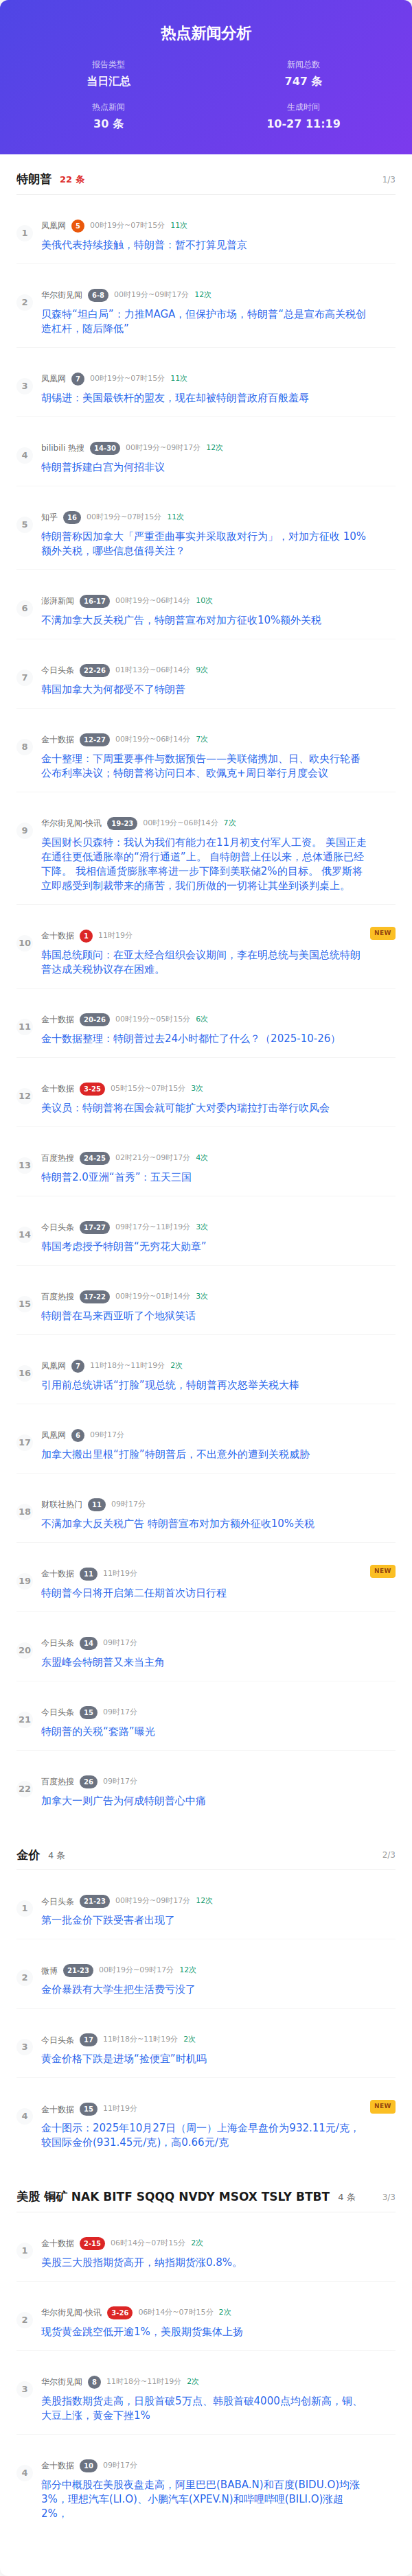 热点新闻分析
报告类型
新闻总数
当日汇总
747 条
热点新闻
生成时间
30 条
10-27 11:19
特朗普 22 条 1/3
1
凤凰网 5 00时19分~07时15分 11次
美俄代表持续接触，特朗普：暂不打算见普京
2
华尔街见闻 6-8 00时19分~09时17分 12次
贝森特“坦白局”：力推MAGA，但保护市场，特朗普“总是宣布高关税创
造杠杆，随后降低”
3
凤凰网 7 00时19分~07时15分 11次
胡锡进：美国最铁杆的盟友，现在却被特朗普政府百般羞辱
4
bilibili 热搜 14-30 00时19分~09时17分 12次
特朗普拆建白宫为何招非议
5
知乎 16 00时19分~07时15分 11次
特朗普称因加拿大「严重歪曲事实并采取敌对行为」，对加方征收 10%
额外关税，哪些信息值得关注？
6
澎湃新闻 16-17 00时19分~06时14分 10次
不满加拿大反关税广告，特朗普宣布对加方征收10%额外关税
7
今日头条 22-26 01时13分~06时14分 9次
韩国加拿大为何都受不了特朗普
8
金十数据 12-27 00时19分~06时14分 7次
金十整理：下周重要事件与数据预告——美联储携加、日、欧央行轮番
公布利率决议；特朗普将访问日本、欧佩克+周日举行月度会议
9
华尔街见闻-快讯 19-23 00时19分~06时14分 7次
美国财长贝森特：我认为我们有能力在11月初支付军人工资。 美国正走
在通往更低通胀率的“滑行通道”上。 自特朗普上任以来，总体通胀已经
下降。 我相信通货膨胀率将进一步下降到美联储2%的目标。 俄罗斯将
立即感受到制裁带来的痛苦，我们所做的一切将让其坐到谈判桌上。
10
金十数据 1 11时19分 NEW
韩国总统顾问：在亚太经合组织会议期间，李在明总统与美国总统特朗
普达成关税协议存在困难。
11
金十数据 20-26 00时19分~05时15分 6次
金十数据整理：特朗普过去24小时都忙了什么？（2025-10-26）
12
金十数据 3-25 05时15分~07时15分 3次
美议员：特朗普将在国会就可能扩大对委内瑞拉打击举行吹风会
13
百度热搜 24-25 02时21分~09时17分 4次
特朗普2.0亚洲“首秀”：五天三国
14
今日头条 17-27 09时17分~11时19分 3次
韩国考虑授予特朗普“无穷花大勋章”
15
百度热搜 17-22 00时19分~01时14分 3次
特朗普在马来西亚听了个地狱笑话
16
凤凰网 7 11时18分~11时19分 2次
引用前总统讲话“打脸”现总统，特朗普再次怒举关税大棒
17
凤凰网 6 09时17分
加拿大搬出里根“打脸”特朗普后，不出意外的遭到关税威胁
18
财联社热门 11 09时17分
不满加拿大反关税广告 特朗普宣布对加方额外征收10%关税
19
金十数据 11 11时19分 NEW
特朗普今日将开启第二任期首次访日行程
20
今日头条 14 09时17分
东盟峰会特朗普又来当主角
21
今日头条 15 09时17分
特朗普的关税“套路”曝光
22
百度热搜 26 09时17分
加拿大一则广告为何成特朗普心中痛
金价 4 条 2/3
1
今日头条 21-23 00时19分~09时17分 12次
第一批金价下跌受害者出现了
2
微博 21-23 00时19分~09时17分 12次
金价暴跌有大学生把生活费亏没了
3
今日头条 17 11时18分~11时19分 2次
黄金价格下跌是进场“捡便宜”时机吗
4
金十数据 15 11时19分 NEW
金十图示：2025年10月27日（周一）上海金早盘价为932.11元/克，
较国际金价(931.45元/克)，高0.66元/克
美股 铜矿 NAK BITF SQQQ NVDY MSOX TSLY BTBT 4 条 3/3
1
金十数据 2-15 06时14分~07时15分 2次
美股三大股指期货高开，纳指期货涨0.8%。
2
华尔街见闻-快讯 3-26 06时14分~07时15分 2次
现货黄金跳空低开逾1%，美股期货集体上扬
3
华尔街见闻 8 11时18分~11时19分 2次
美股指数期货走高，日股首破5万点、韩股首破4000点均创新高，铜、
大豆上涨，黄金下挫1%
4
金十数据 10 09时17分
部分中概股在美股夜盘走高，阿里巴巴(BABA.N)和百度(BIDU.O)均涨
3%，理想汽车(LI.O)、小鹏汽车(XPEV.N)和哔哩哔哩(BILI.O)涨超
2%，